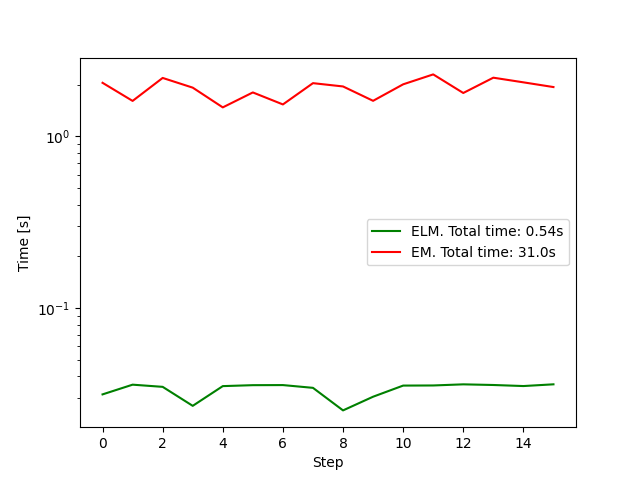 Time [s]
10⁰
10⁻¹
ELM. Total time: 0.54s
EM. Total time: 31.0s
0 2 4 6 8 10 12 14
Step